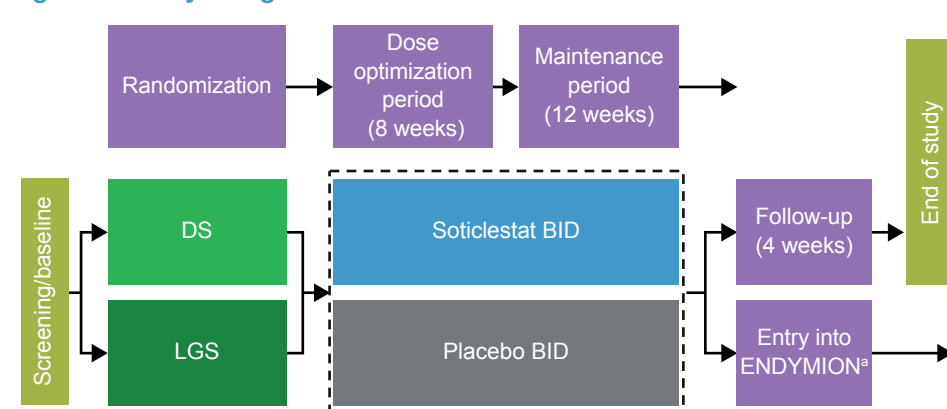 Randomization
Dose
optimization
period
(8 weeks)
Maintenance
period
(12 weeks)
End of study
Screening/baseline
DS
LGS
Soticlestat BID
Placebo BID
Follow-up
(4 weeks)
Entry into
ENDYMIONᵃ